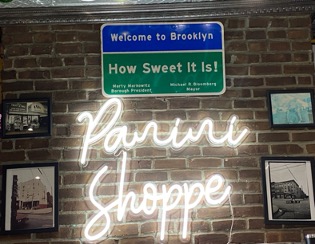 Welcome to Brooklyn
How Sweet It Is!
Marty Markowitz Michael R. Bloomberg
Borough President Mayor
Panini
Shoppe